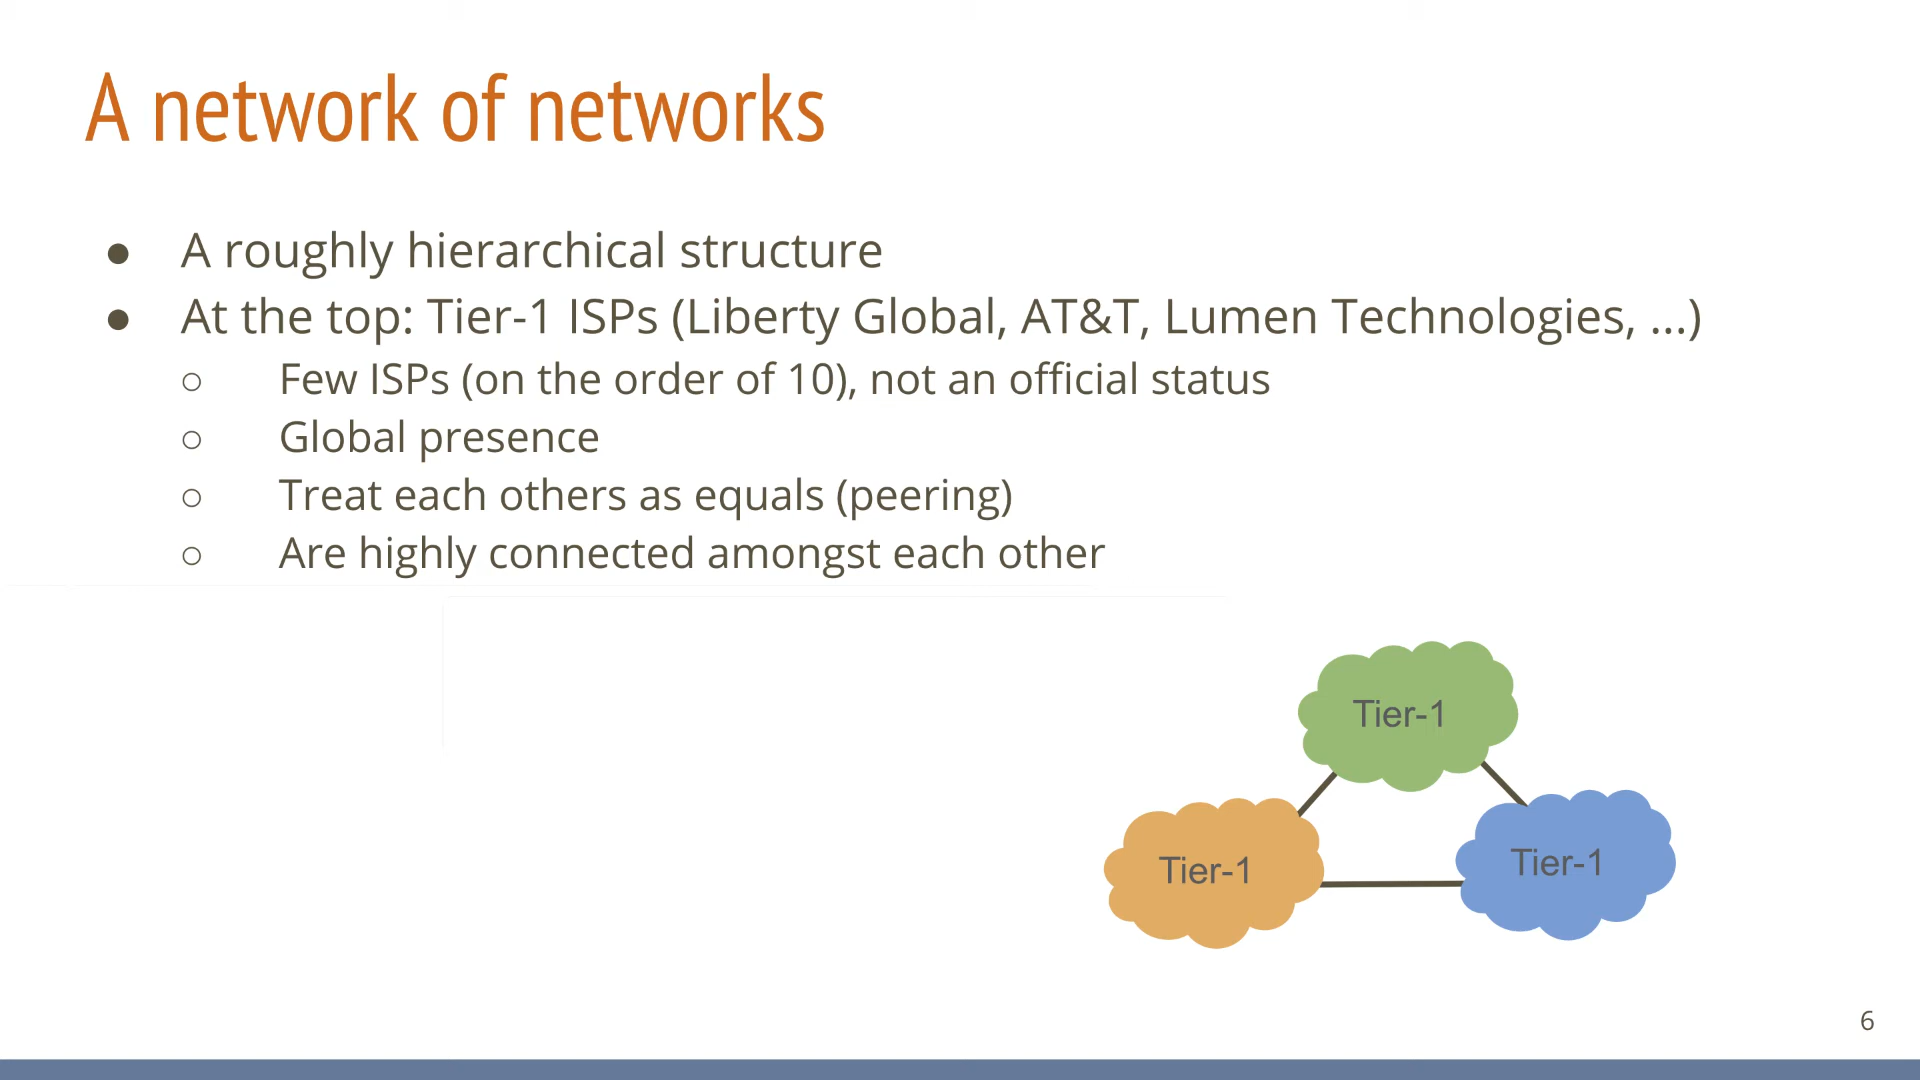 A network of networks
● A roughly hierarchical structure
● At the top: Tier-1 ISPs (Liberty Global, AT&T, Lumen Technologies, ...)
○ Few ISPs (on the order of 10), not an official status
○ Global presence
○ Treat each others as equals (peering)
○ Are highly connected amongst each other
Tier-1
Tier-1
Tier-1
6